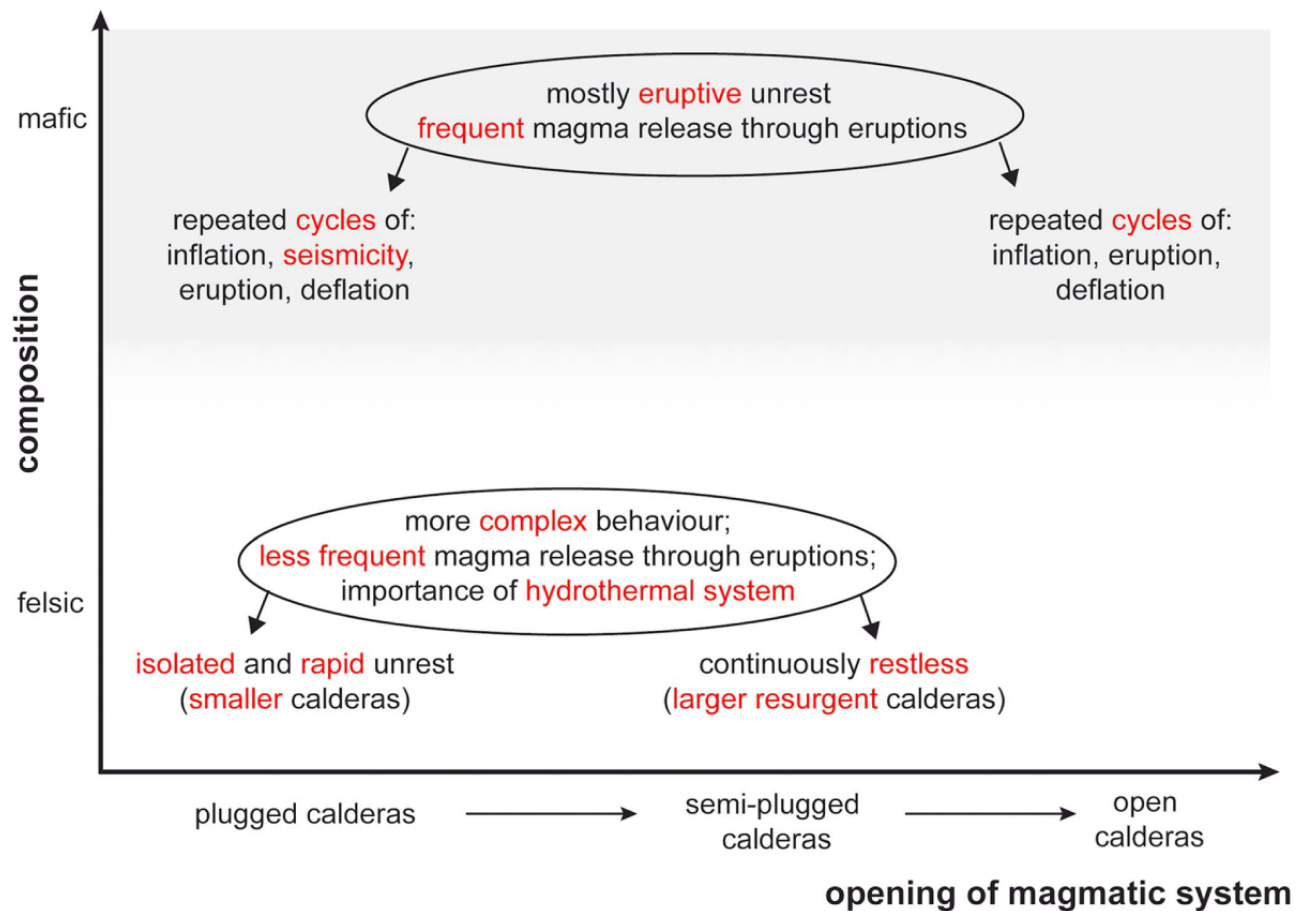 mafic
mostly eruptive unrest
frequent magma release through eruptions
repeated cycles of:
inflation, seismicity,
eruption, deflation
repeated cycles of:
inflation, eruption,
deflation
composition
more complex behaviour;
less frequent magma release through eruptions;
importance of hydrothermal system
felsic
isolated and rapid unrest
(smaller calderas)
continuously restless
(larger resurgent calderas)
plugged calderas
semi-plugged
calderas
open
calderas
opening of magmatic system